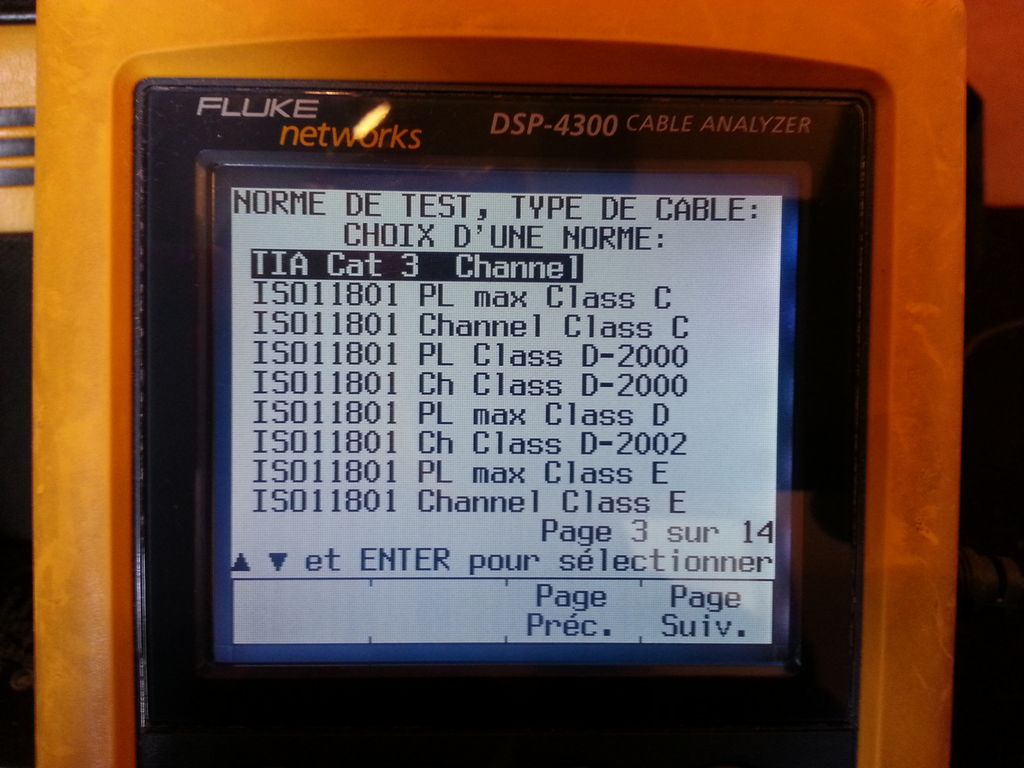 FLUKE
networks
DSP-4300 CABLE ANALYZER
NORME DE TEST, TYPE DE CABLE:
CHOIX D'UNE NORME:
TIA Cat 3 Channel
ISO11801 PL max Class C
ISO11801 Channel Class C
ISO11801 PL Class D-2000
ISO11801 Ch Class D-2000
ISO11801 PL max Class D
ISO11801 Ch Class D-2002
ISO11801 PL max Class E
ISO11801 Channel Class E
Page 3 sur 14
▲ ▼ et ENTER pour sélectionner
Page Préc.
Page Suiv.